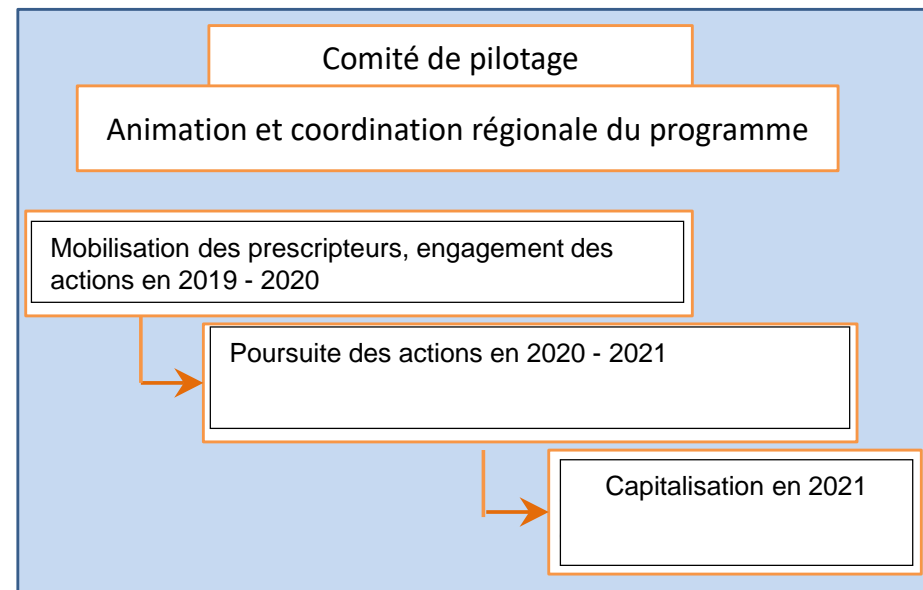 Comité de pilotage
Animation et coordination régionale du programme
Mobilisation des prescripteurs, engagement des
actions en 2019 - 2020
Poursuite des actions en 2020 - 2021
Capitalisation en 2021